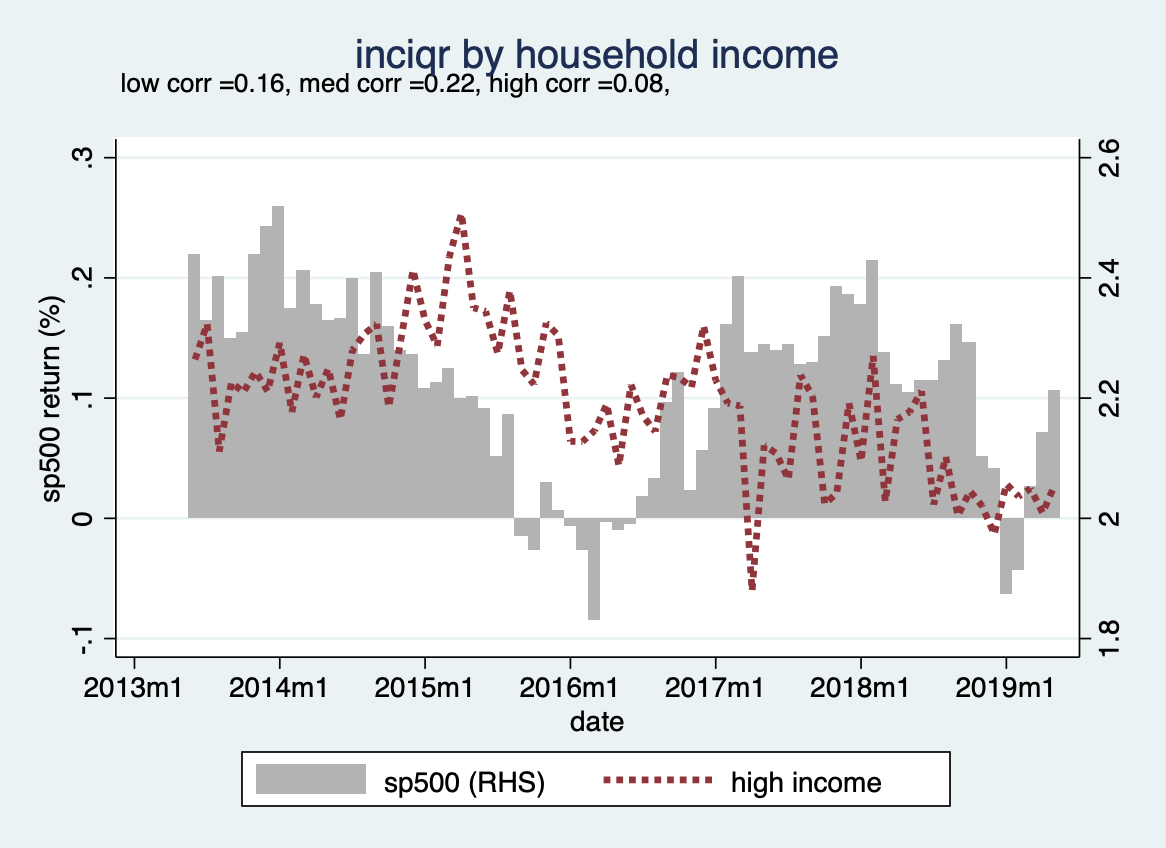 inciqr by household income
low corr =0.16, med corr =0.22, high corr =0.08,
sp500 return (%)
.3
.2
.1
0
-.1
2.6
2.4
2.2
2
1.8
2013m1 2014m1 2015m1 2016m1 2017m1 2018m1 2019m1
date
sp500 (RHS) high income